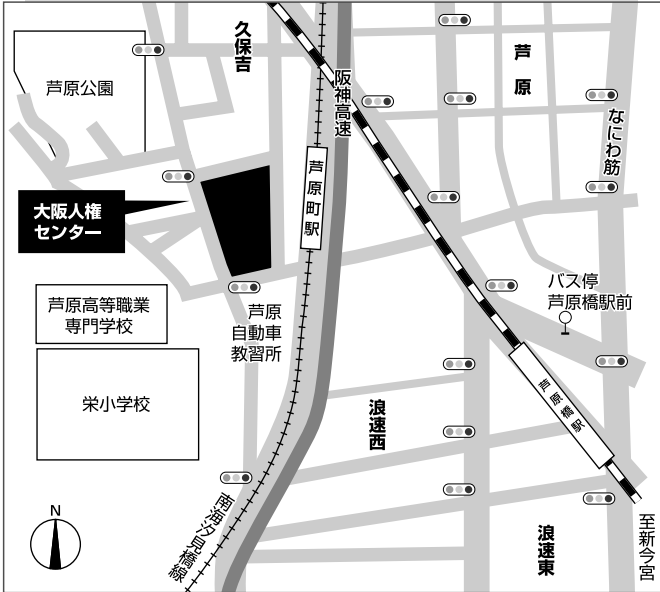 久保吉
芦原
芦原公園
阪神高速
なにわ筋
大阪人権
センター
芦原町駅
バス停
芦原橋駅前
芦原高等職業
専門学校
芦原
自動車
教習所
栄小学校
浪速西
芦原橋駅
南海汐見橋線
N
浪速東
至新今宮